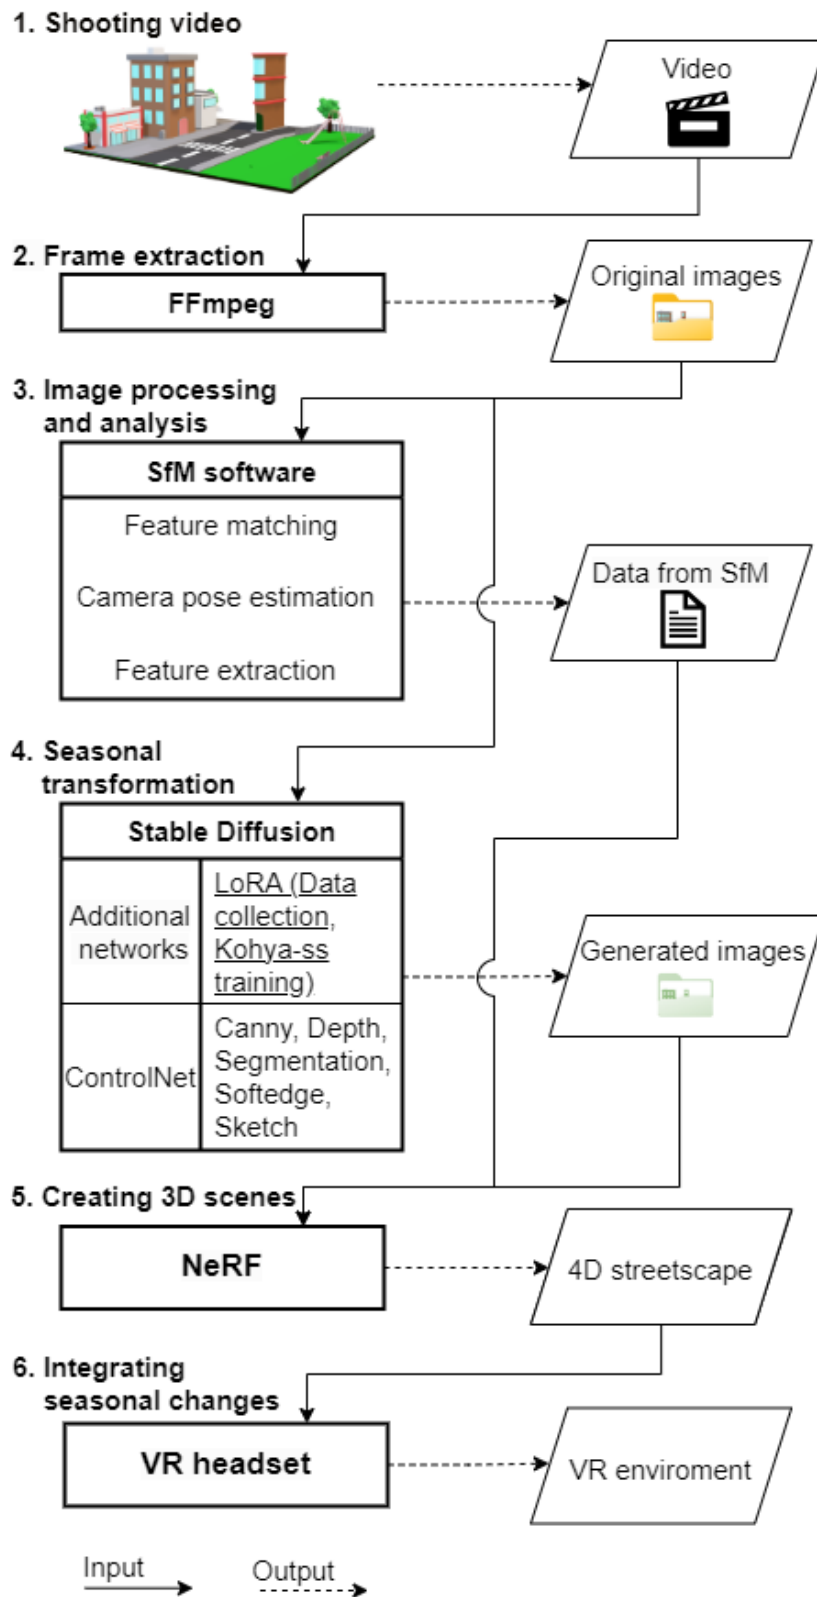 1. Shooting video
Video
2. Frame extraction
FFmpeg
Original images
3. Image processing
and analysis
SfM software
Feature matching
Camera pose estimation
Feature extraction
Data from SfM
4. Seasonal
transformation
Stable Diffusion
Additional
networks
LoRA (Data
collection,
Kohya-ss
training)
ControlNet
Canny, Depth,
Segmentation,
Softedge,
Sketch
Generated images
5. Creating 3D scenes
NeRF
4D streetscape
6. Integrating
seasonal changes
VR headset
VR enviroment
Input
Output